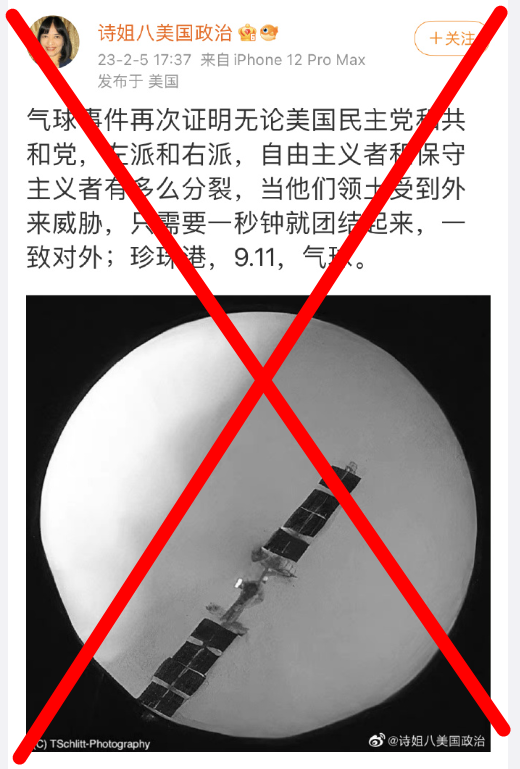 诗姐八美国政治
+关注
23-2-5 17:37 来自 iPhone 12 Pro Max
发布于 美国
气球事件再次证明无论美国民主党和共
和党，左派和右派，自由主义者和保守
主义者有多么分裂，当他们领土受到外
来威胁，只需要一秒钟就团结起来，一
致对外；珍珠港，9.11，气球。
(C) TSchlitt-Photography
@诗姐八美国政治